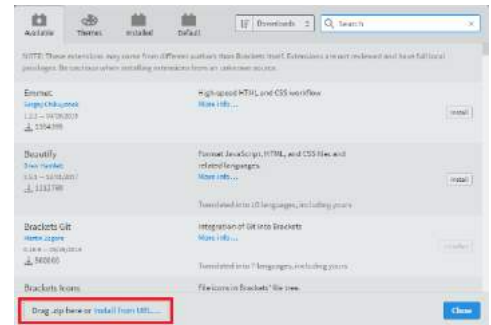 Available Themes Installed Default Downloads Search
NOTE: These extensions may come from different authors than Brackets itself. Extensions are not reviewed and have full local
privileges. Be cautious when installing extensions from an unknown source.
Emmet High-speed HTML and CSS workflow
More info...
Install
Beautify Format JavaScript, HTML, and CSS files and
related languages.
More info...
Install
Translated into 10 languages, including yours
Brackets Git Integration of Git into Brackets
More info...
Translated into languages, including yours
Brackets Icons File icons in Brackets' file tree.
Drag .zip here or Install from URL... Close